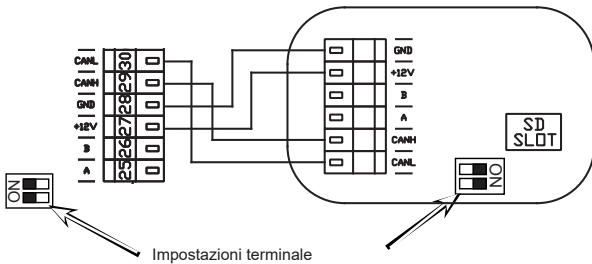 CANL 30
CANH 29
GND 28
+12V 27
B 26
A 25
GND
+12V
B
A
CANH
CANL
SD
SLOT
ON
ON
Impostazioni terminale